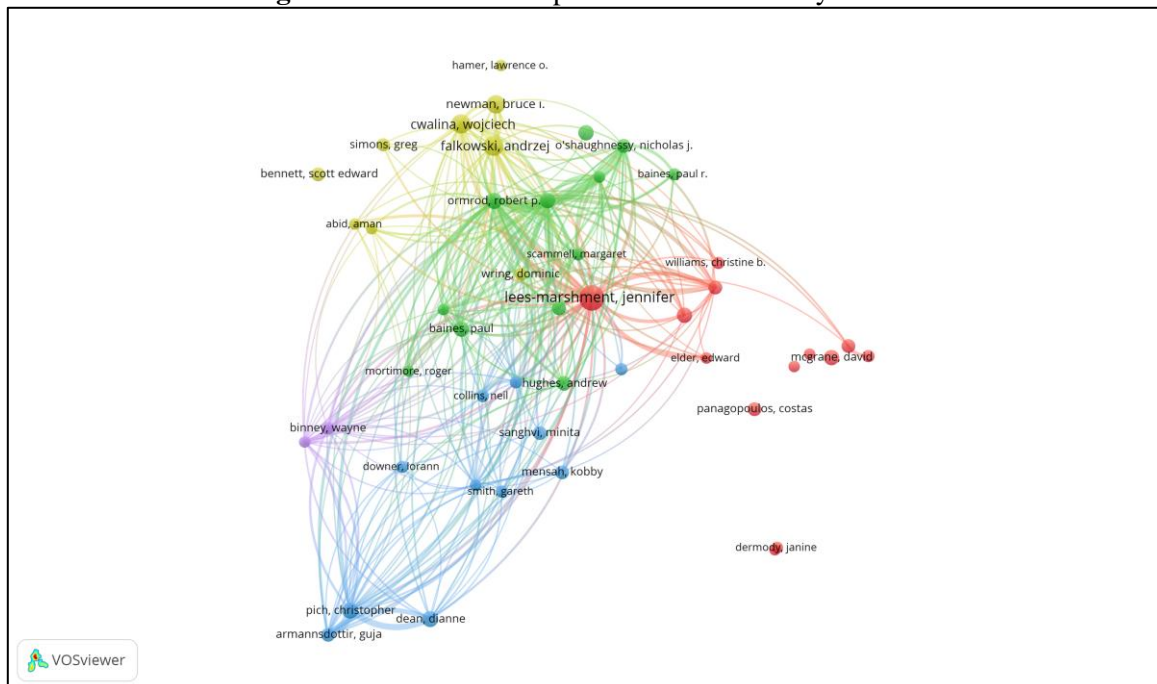 hamer, lawrence o.
newman, bruce i.
cwalina, wojciech
simons, greg
falkowski, andrzej
o'shaughnessy, nicholas j.
bennett, scott edward
baines, paul r.
ormrod, robert p.
abid, aman
scammell, margaret
williams, christine b.
wring, dominic
lees-marshment, jennifer
baines, paul
elder, edward
mcgrane, david
mortimore, roger
hughes, andrew
collins, neil
panagopoulos, costas
binney, wayne
sanghvi, minita
downer, lorann
mensah, kobby
smith, gareth
dermody, janine
pich, christopher
dean, dianne
armannsdottir, guja
VOSviewer